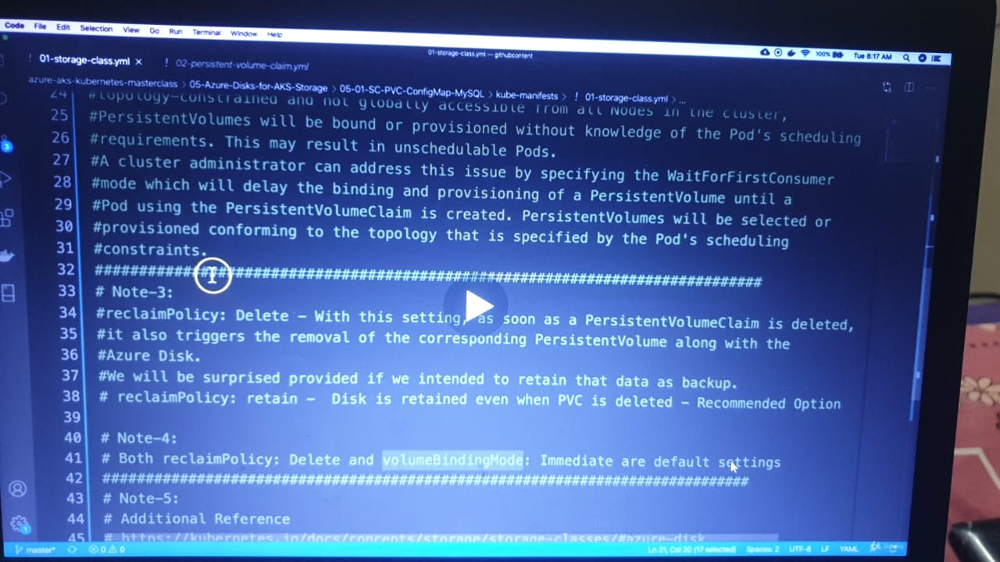 Code File Edit Selection View Go Run Terminal Window Help
100% Tue 8:17 AM
01-storage-class.yml — githubcontent
! 01-storage-class.yml × ! 02-persistent-volume-claim.yml
azure-aks-kubernetes-masterclass > 05-Azure-Disks-for-AKS-Storage > 05-01-SC-PVC-ConfigMap-MySQL > kube-manifests > ! 01-storage-class.yml > ...
24 #topology-constrained and not globally accessible from all Nodes in the cluster,
25 #PersistentVolumes will be bound or provisioned without knowledge of the Pod's scheduling
26 #requirements. This may result in unschedulable Pods.
27 #A cluster administrator can address this issue by specifying the WaitForFirstConsumer
28 #mode which will delay the binding and provisioning of a PersistentVolume until a
29 #Pod using the PersistentVolumeClaim is created. PersistentVolumes will be selected or
30 #provisioned conforming to the topology that is specified by the Pod's scheduling
31 #constraints.
32 ###########################################################################
33 # Note-3:
34 #reclaimPolicy: Delete - With this setting, as soon as a PersistentVolumeClaim is deleted,
35 #it also triggers the removal of the corresponding PersistentVolume along with the
36 #Azure Disk.
37 #We will be surprised provided if we intended to retain that data as backup.
38 # reclaimPolicy: retain - Disk is retained even when PVC is deleted - Recommended Option
39
40 # Note-4:
41 # Both reclaimPolicy: Delete and volumeBindingMode: Immediate are default settings
42 ###########################################################################
43 # Note-5:
44 # Additional Reference
45 # https://kubernetes.io/docs/concepts/storage/storage-classes/#azure-disk
3
1
master* 0 0 Ln 21, Col 20 (17 selected) Spaces: 2 UTF-8 LF YAML